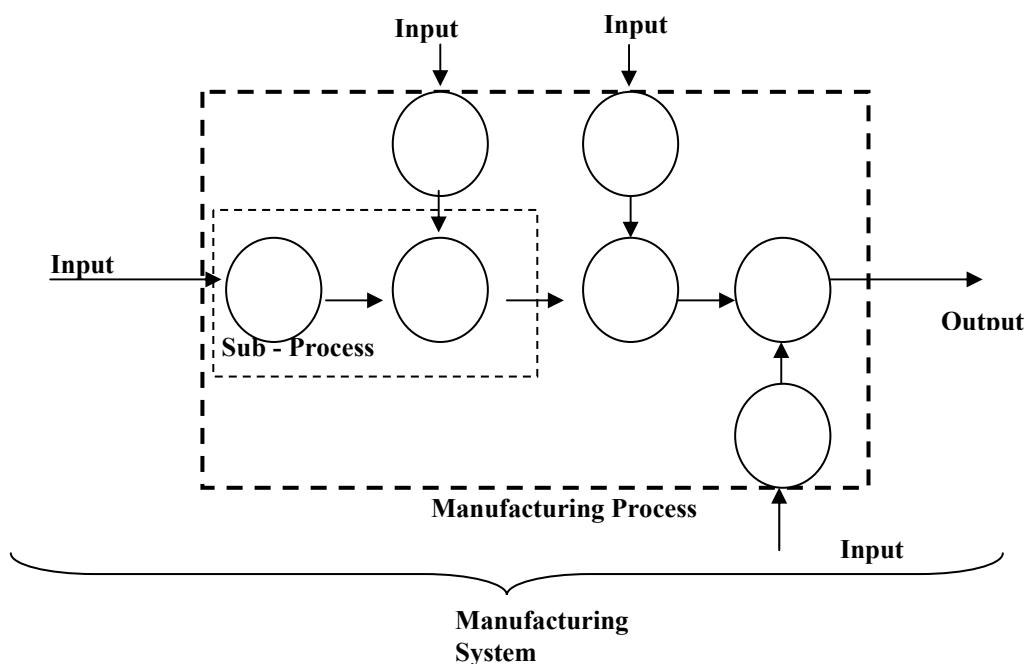 Input
Input
Input
Output
Sub - Process
Manufacturing Process
Input
Manufacturing
System